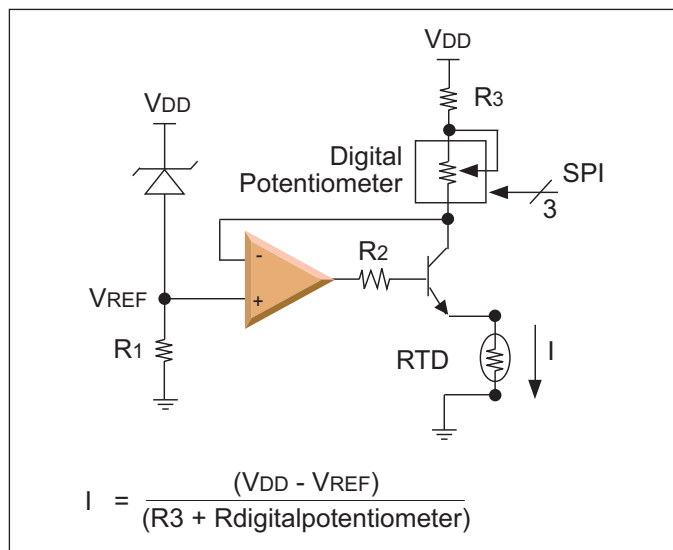 VDD
R3
VDD
Digital
Potentiometer
SPI
3
R2
-
+
VREF
R1
RTD
I
I = (VDD - VREF)
(R3 + Rdigitalpotentiometer)